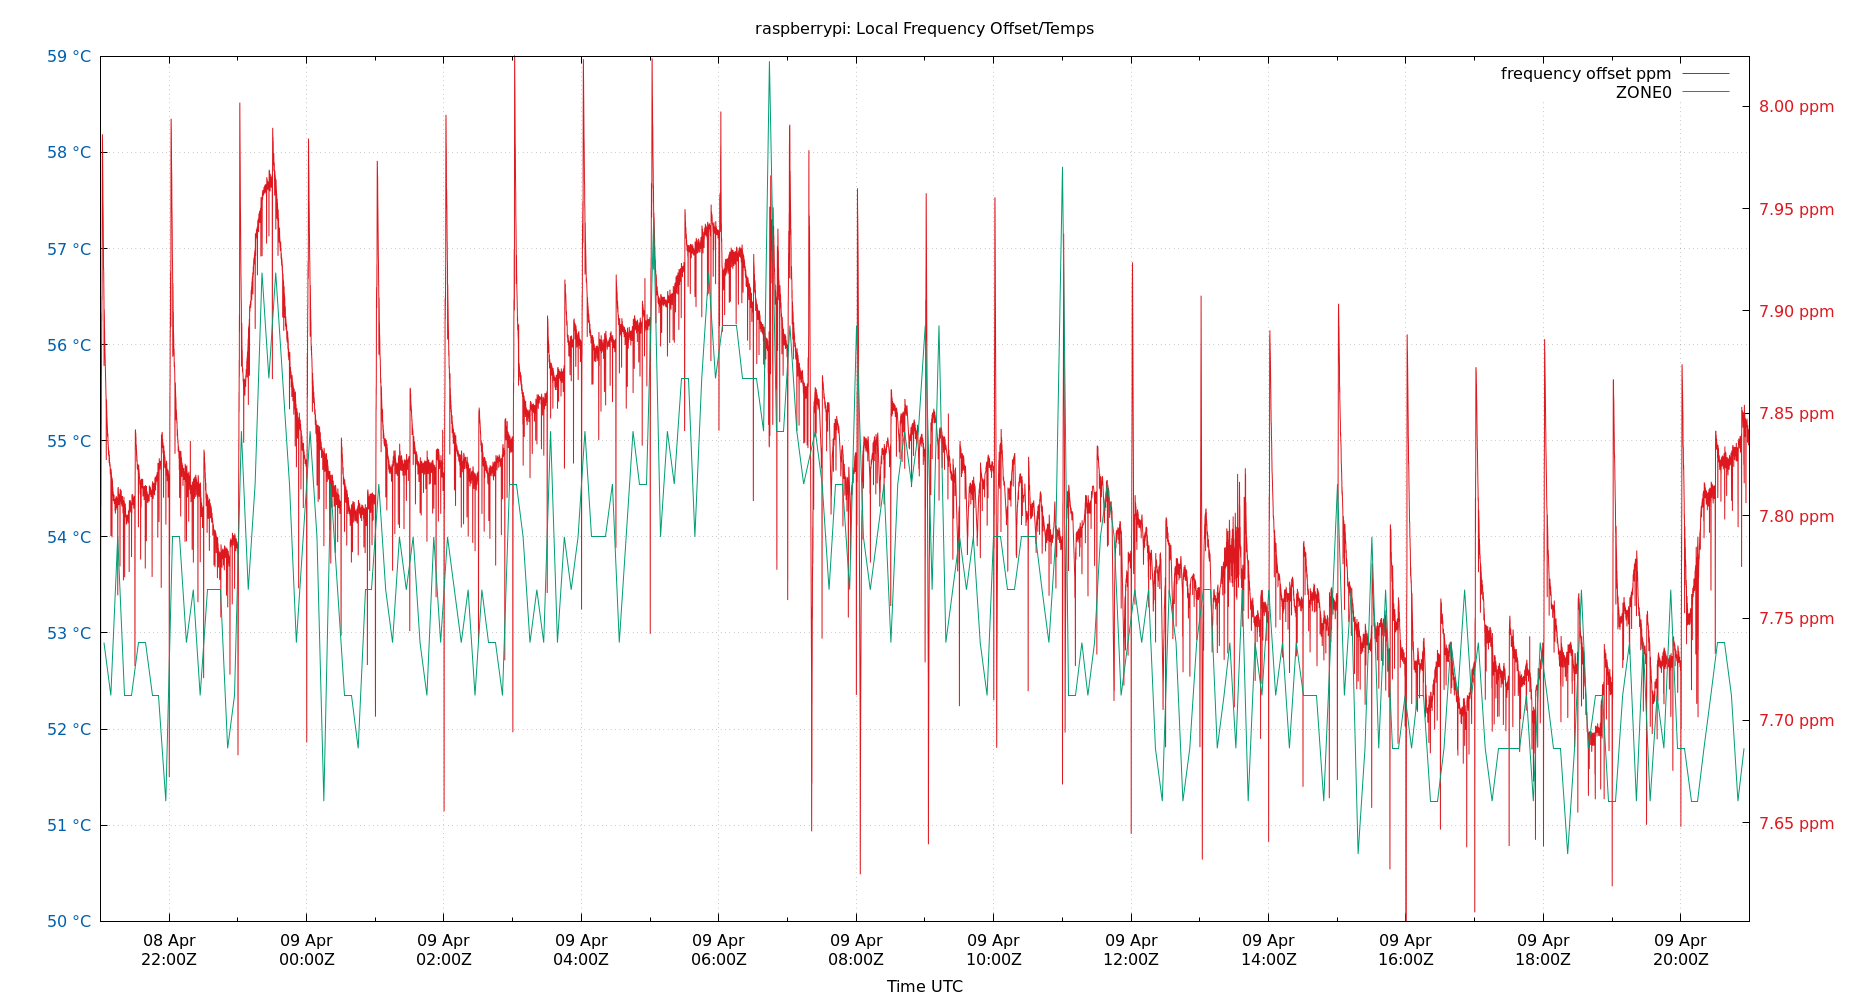 raspberrypi: Local Frequency Offset/Temps
59 °C
58 °C
57 °C
56 °C
55 °C
54 °C
53 °C
52 °C
51 °C
50 °C
frequency offset ppm
ZONE0
8.00 ppm
7.95 ppm
7.90 ppm
7.85 ppm
7.80 ppm
7.75 ppm
7.70 ppm
7.65 ppm
08 Apr
22:00Z
09 Apr
00:00Z
09 Apr
02:00Z
09 Apr
04:00Z
09 Apr
06:00Z
09 Apr
08:00Z
09 Apr
10:00Z
09 Apr
12:00Z
09 Apr
14:00Z
09 Apr
16:00Z
09 Apr
18:00Z
09 Apr
20:00Z
Time UTC